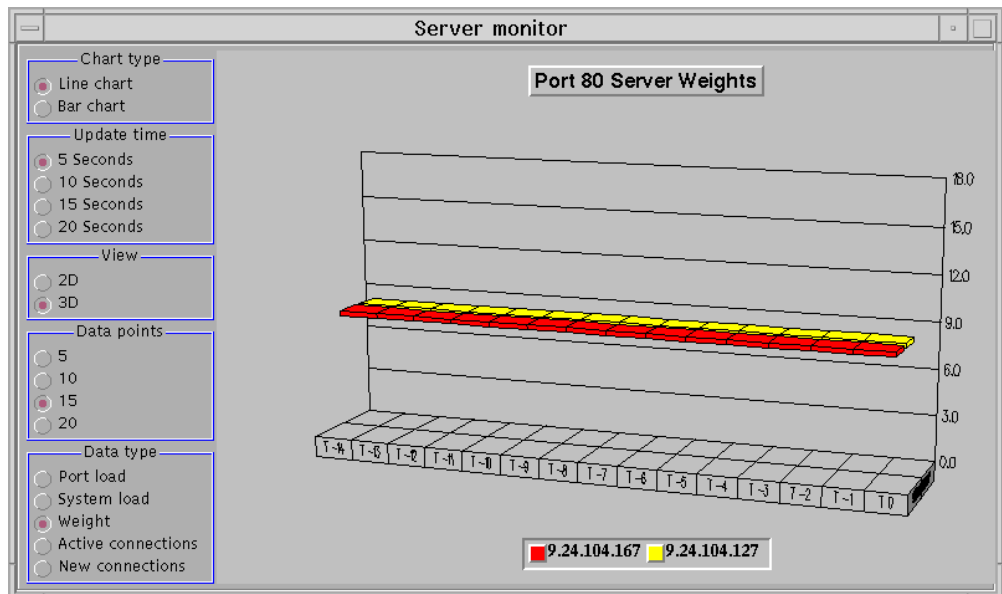 Server monitor
Chart type
Line chart
Bar chart
Update time
5 Seconds
10 Seconds
15 Seconds
20 Seconds
View
2D
3D
Data points
5
10
15
20
Data type
Port load
System load
Weight
Active connections
New connections
Port 80 Server Weights
18.0
15.0
12.0
9.0
6.0
3.0
0.0
T-14 T-13 T-12 T-11 T-10 T-9 T-8 T-7 T-6 T-5 T-4 T-3 T-2 T-1 T0
9.24.104.167 9.24.104.127